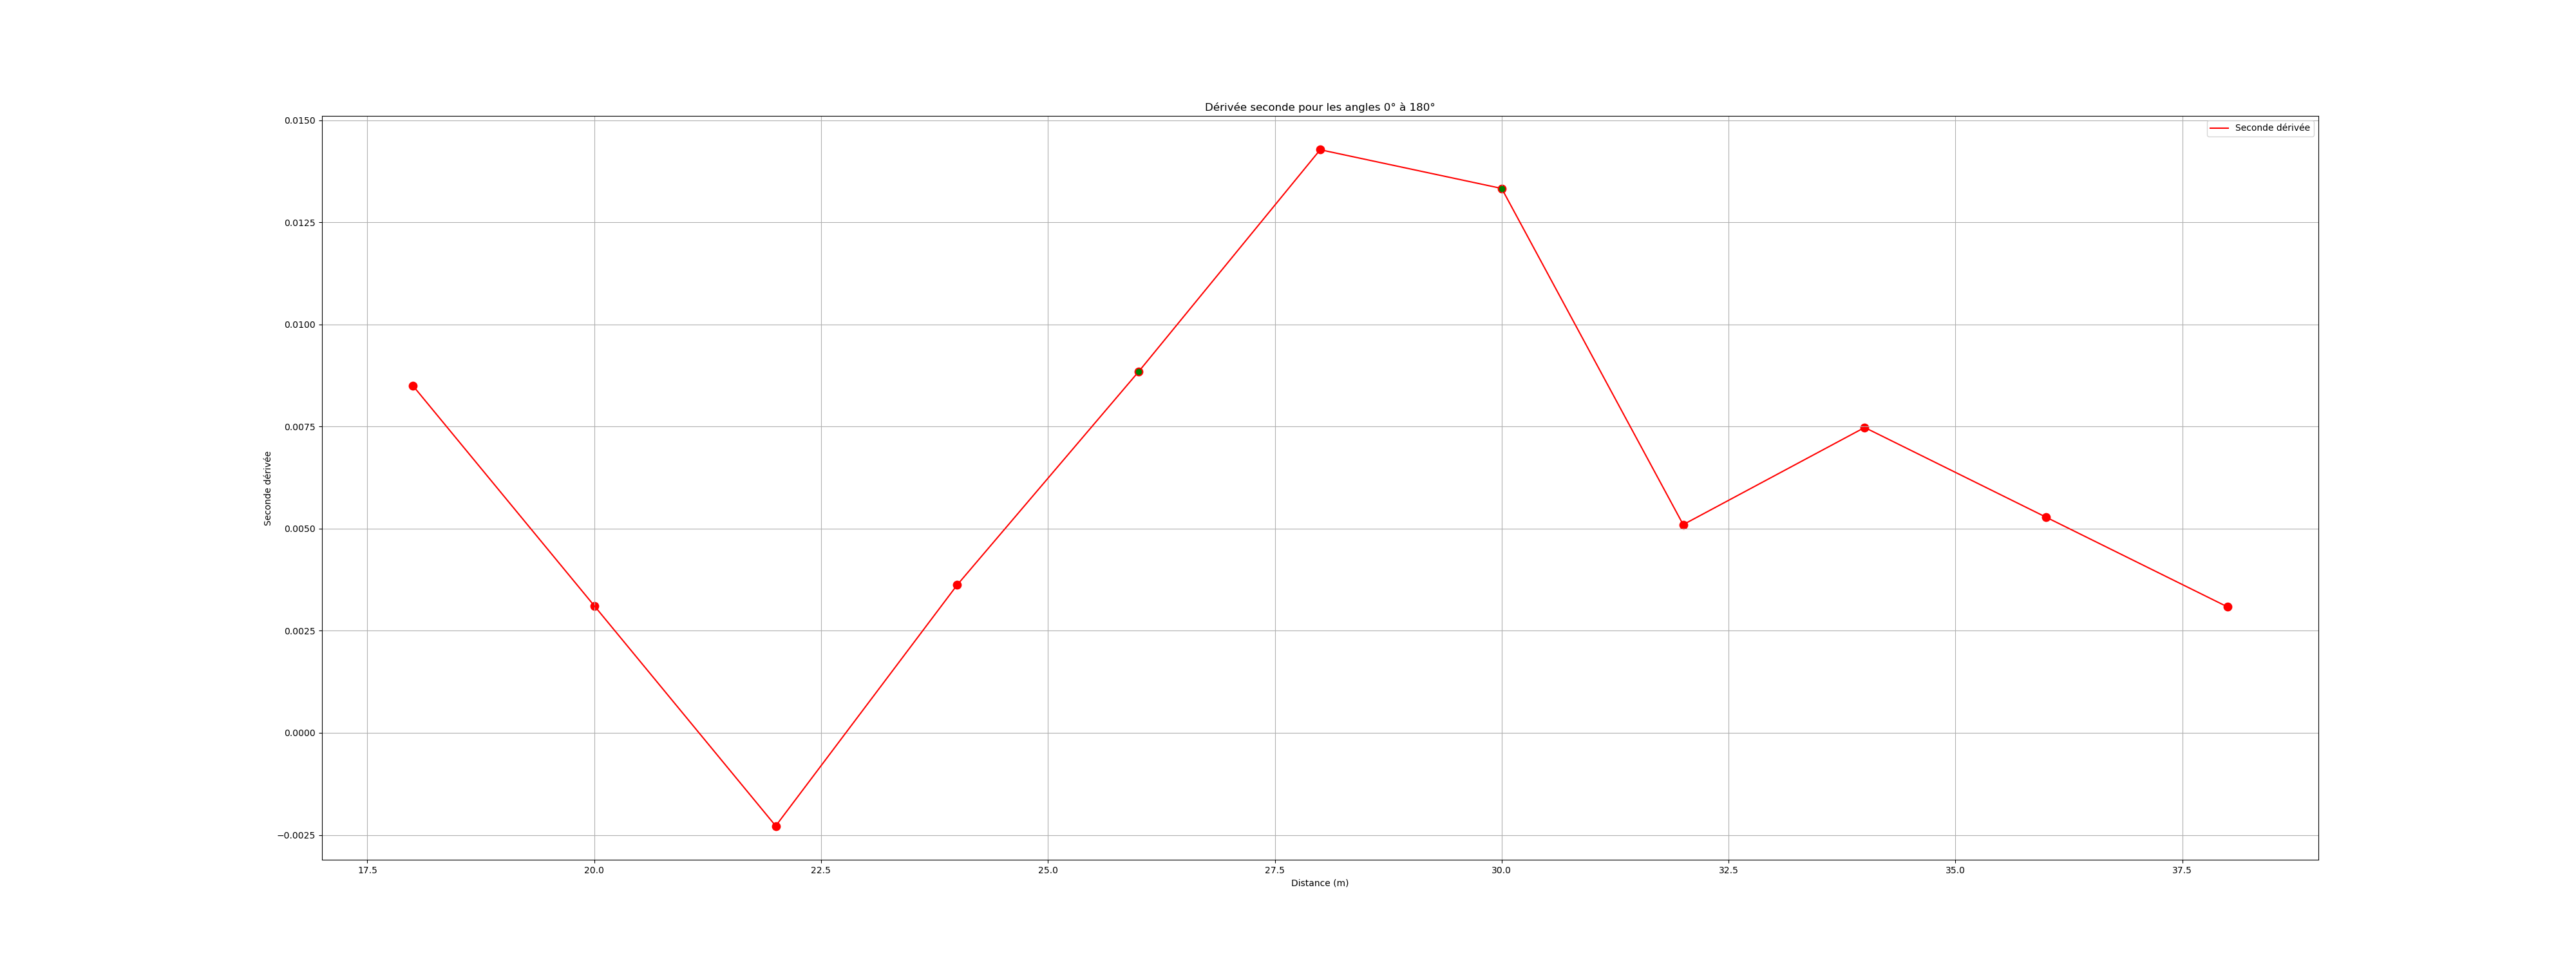 Dérivée seconde pour les angles 0° à 180°
Seconde dérivée
0.0150
0.0125
0.0100
0.0075
0.0050
0.0025
0.0000
−0.0025
Seconde dérivée
17.5 20.0 22.5 25.0 27.5 30.0 32.5 35.0 37.5
Distance (m)